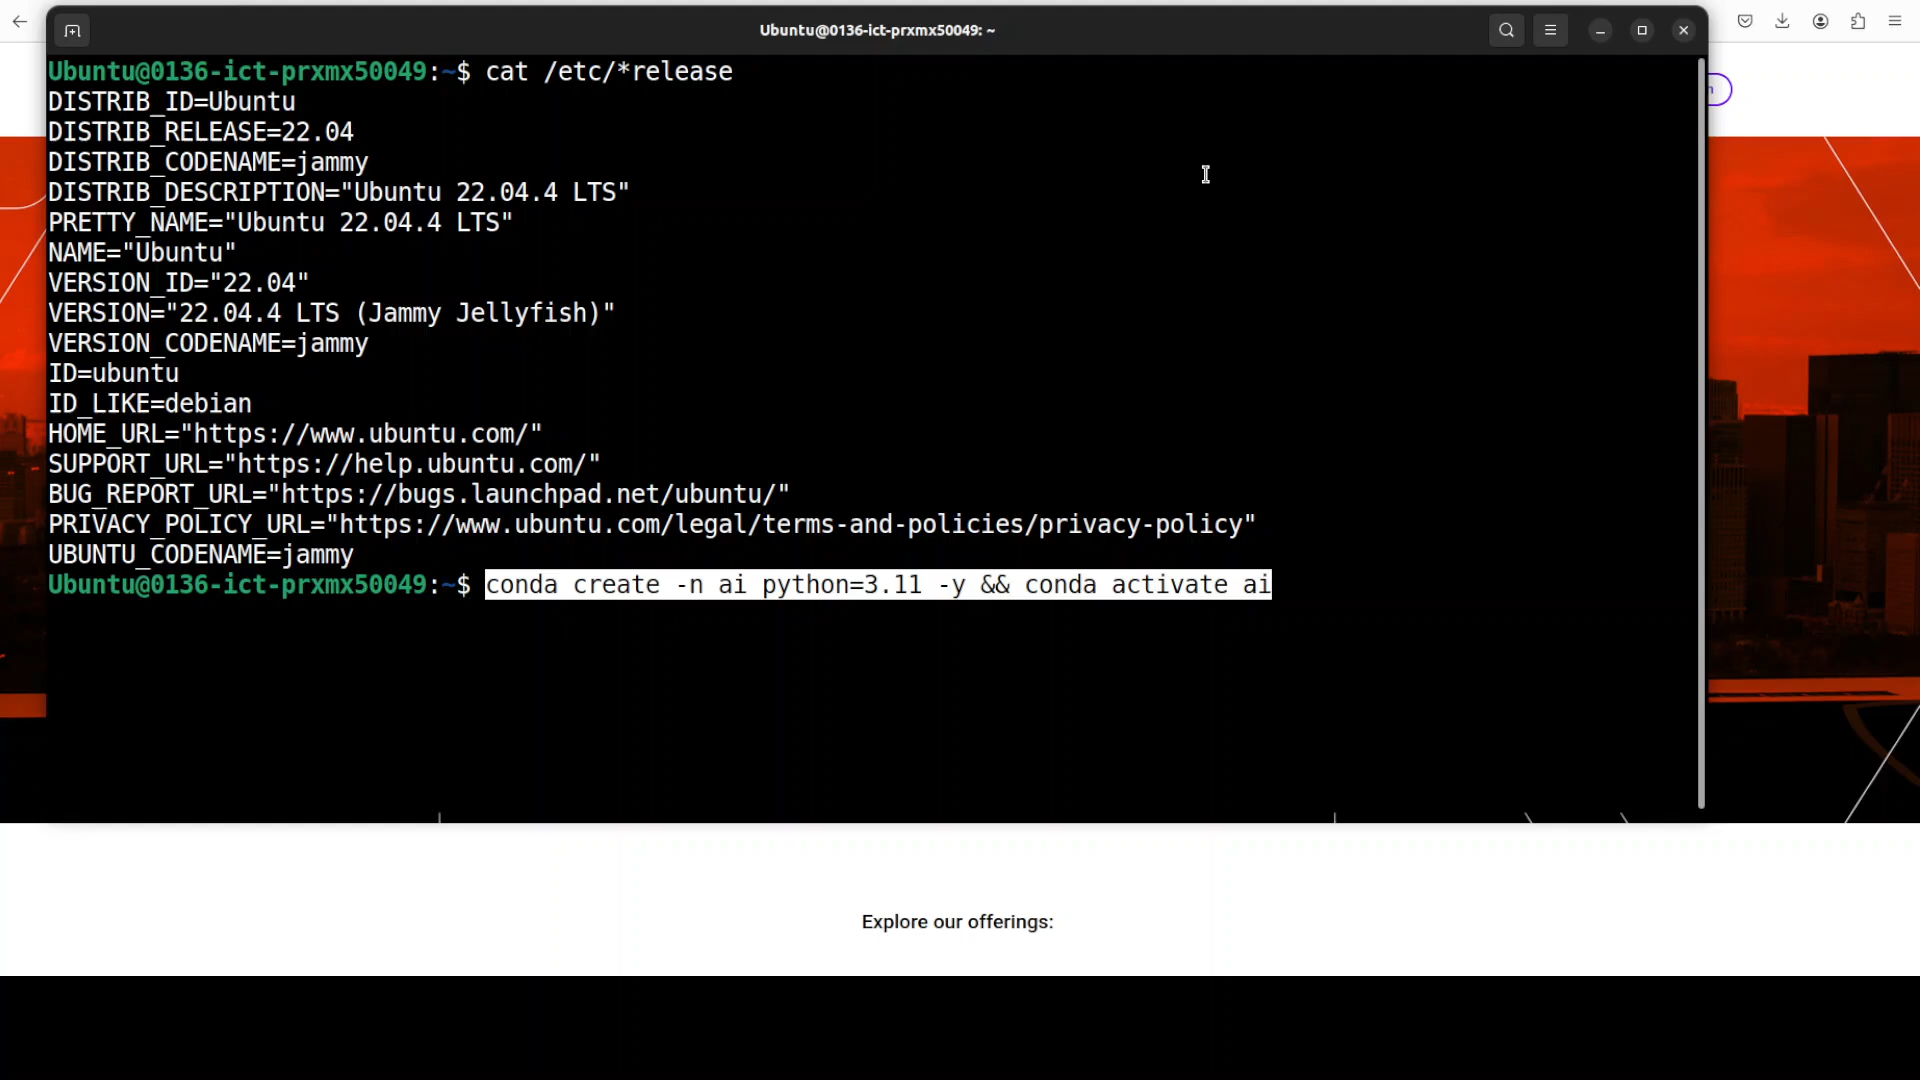 Ubuntu@0136-ict-prxmx50049: ~
Ubuntu@0136-ict-prxmx50049:~$ cat /etc/*release
DISTRIB_ID=Ubuntu
DISTRIB_RELEASE=22.04
DISTRIB_CODENAME=jammy
DISTRIB_DESCRIPTION="Ubuntu 22.04.4 LTS"
PRETTY_NAME="Ubuntu 22.04.4 LTS"
NAME="Ubuntu"
VERSION_ID="22.04"
VERSION="22.04.4 LTS (Jammy Jellyfish)"
VERSION_CODENAME=jammy
ID=ubuntu
ID_LIKE=debian
HOME_URL="https://www.ubuntu.com/"
SUPPORT_URL="https://help.ubuntu.com/"
BUG_REPORT_URL="https://bugs.launchpad.net/ubuntu/"
PRIVACY_POLICY_URL="https://www.ubuntu.com/legal/terms-and-policies/privacy-policy"
UBUNTU_CODENAME=jammy
Ubuntu@0136-ict-prxmx50049:~$ conda create -n ai python=3.11 -y && conda activate ai
Explore our offerings: